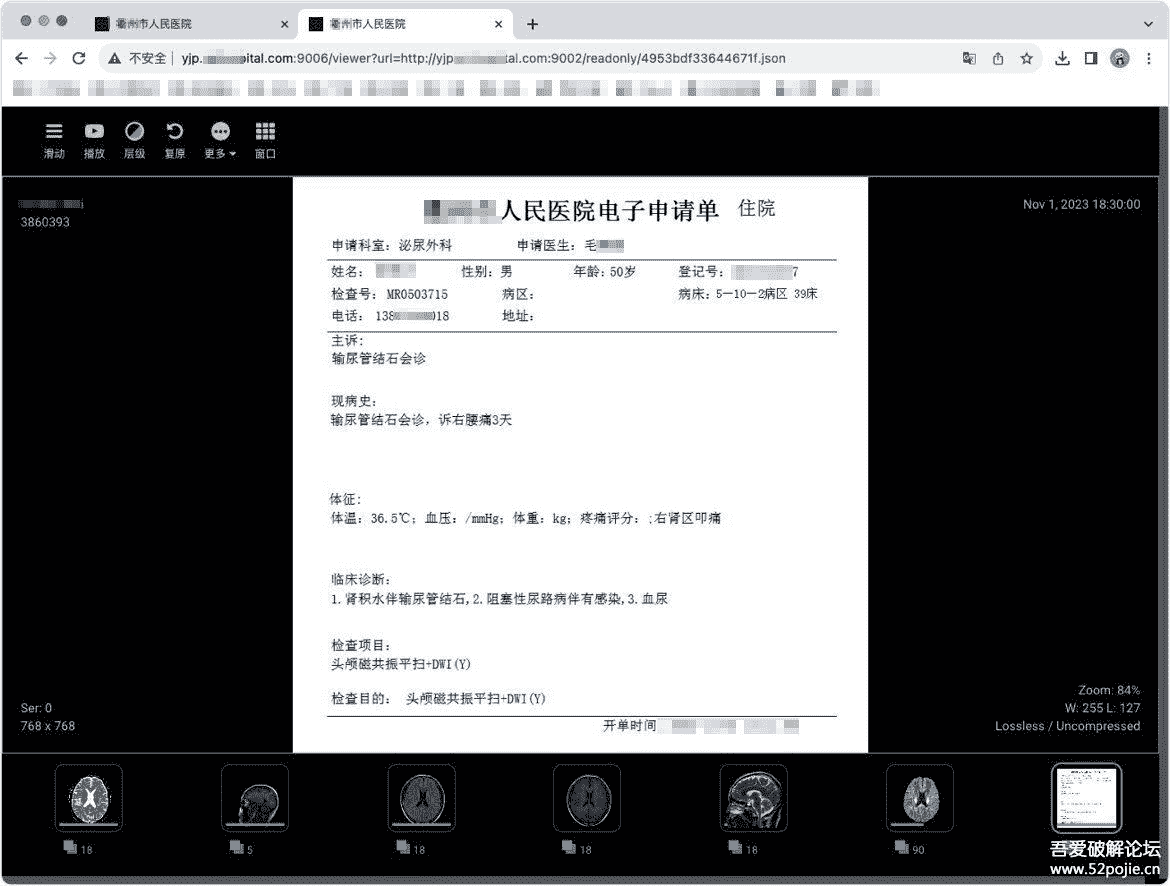 衢州市人民医院
衢州市人民医院
不安全 yjp. ital.com:9006/viewer?url=http://yjp al.com:9002/readonly/4953bdf33644671f.json
滑动 播放 层级 复原 更多 窗口
3860393
Nov 1, 2023 18:30:00
人民医院电子申请单 住院
申请科室：泌尿外科 申请医生：毛
姓名： 性别：男 年龄：50岁 登记号： 7
检查号：MR0503715 病区： 病床：5－10－2病区 39床
电话：138 018 地址：
主诉：
输尿管结石会诊
现病史：
输尿管结石会诊，诉右腰痛3天
体征：
体温：36.5℃；血压：/mmHg；体重：kg；疼痛评分：;右肾区叩痛
临床诊断：
1.肾积水伴输尿管结石,2.阻塞性尿路病伴有感染,3.血尿
检查项目：
头颅磁共振平扫+DWI(Y)
检查目的： 头颅磁共振平扫+DWI(Y)
开单时间
Ser: 0
768 x 768
Zoom: 84%
W: 255 L: 127
Lossless / Uncompressed
18 5 18 18 18 90
吾爱破解论坛
www.52pojie.cn